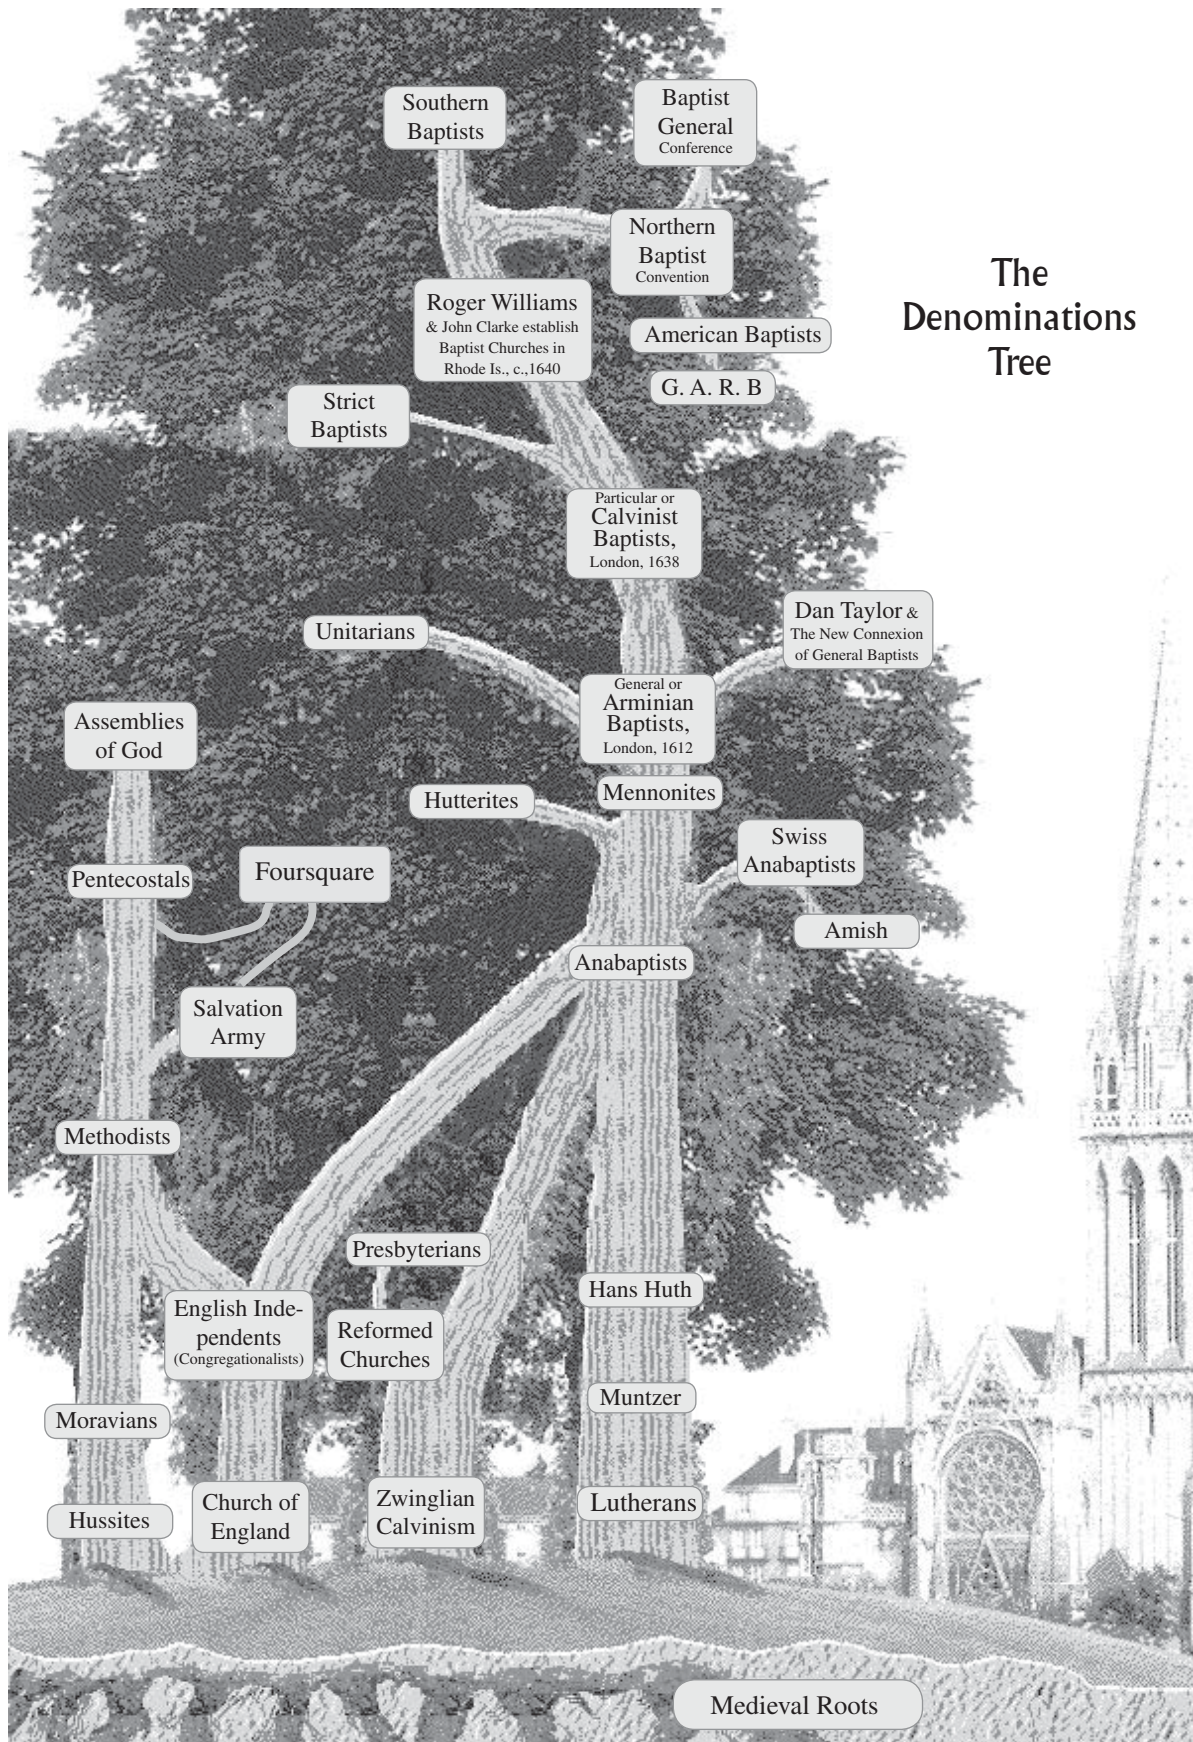 Southern
Baptists
Baptist
General
Conference
Northern
Baptist
Convention
The
Denominations
Tree
Roger Williams
& John Clarke establish
Baptist Churches in
Rhode Is., c.,1640
American Baptists
G. A. R. B
Strict
Baptists
Particular or
Calvinist
Baptists,
London, 1638
Unitarians
Dan Taylor &
The New Connexion
of General Baptists
General or
Arminian
Baptists,
London, 1612
Assemblies
of God
Hutterites
Mennonites
Swiss
Anabaptists
Pentecostals
Foursquare
Amish
Anabaptists
Salvation
Army
Methodists
Presbyterians
Hans Huth
English Inde-
pendents
(Congregationalists)
Reformed
Churches
Muntzer
Moravians
Hussites
Church of
England
Zwinglian
Calvinism
Lutherans
Medieval Roots